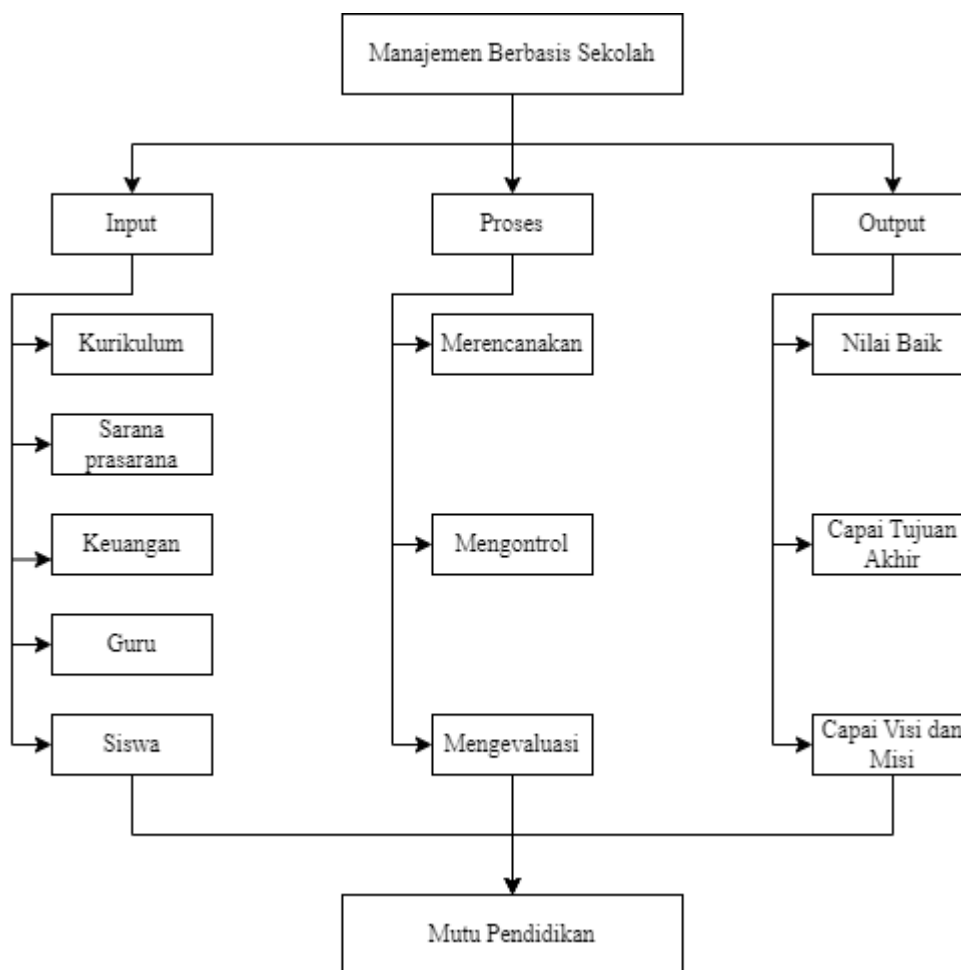 Manajemen Berbasis Sekolah
Input
Proses
Output
Kurikulum
Merencanakan
Nilai Baik
Sarana
prasarana
Keuangan
Mengontrol
Capai Tujuan
Akhir
Guru
Siswa
Mengevaluasi
Capai Visi dan
Misi
Mutu Pendidikan